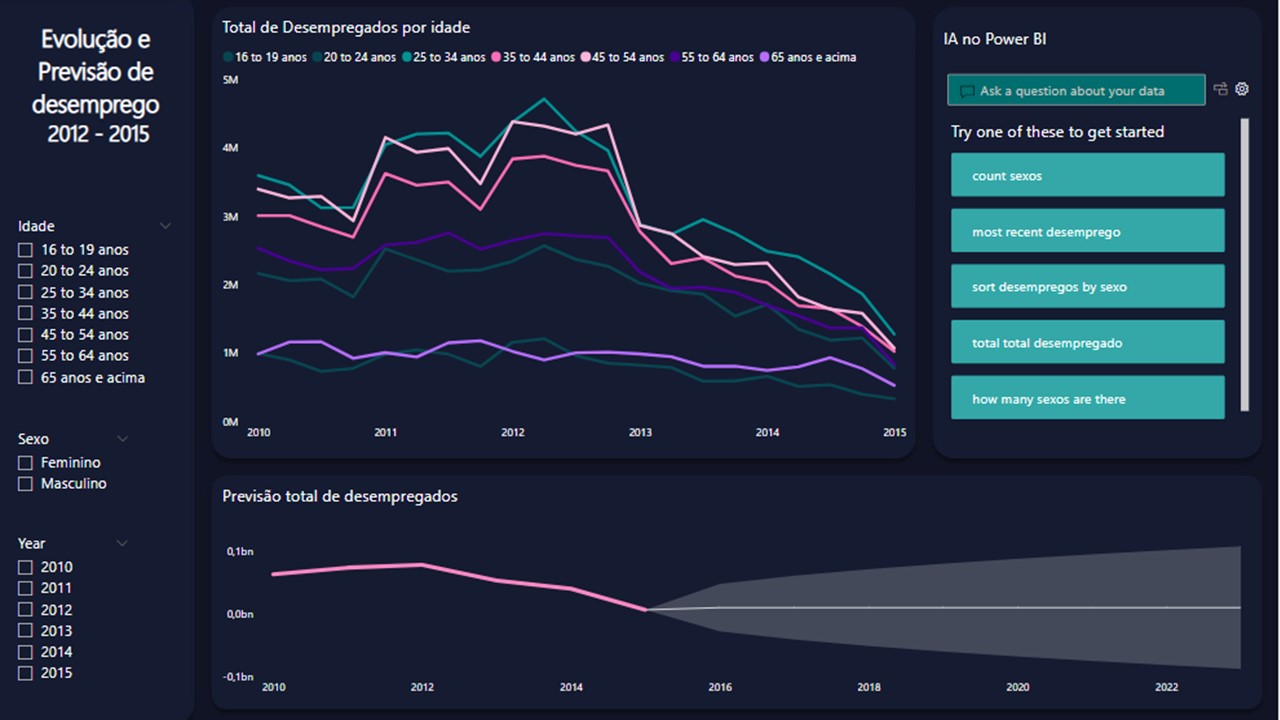 Evolução e
Previsão de
desemprego
2012 - 2015
Idade
16 to 19 anos
20 to 24 anos
25 to 34 anos
35 to 44 anos
45 to 54 anos
55 to 64 anos
65 anos e acima
Sexo
Feminino
Masculino
Year
2010
2011
2012
2013
2014
2015
Total de Desempregados por idade
16 to 19 anos 20 to 24 anos 25 to 34 anos 35 to 44 anos 45 to 54 anos 55 to 64 anos 65 anos e acima
5M
4M
3M
2M
1M
0M
2010 2011 2012 2013 2014 2015
IA no Power BI
Ask a question about your data
Try one of these to get started
count sexos
most recent desemprego
sort desempregos by sexo
total total desempregado
how many sexos are there
Previsão total de desempregados
0,1bn
0,0bn
-0,1bn
2010 2012 2014 2016 2018 2020 2022